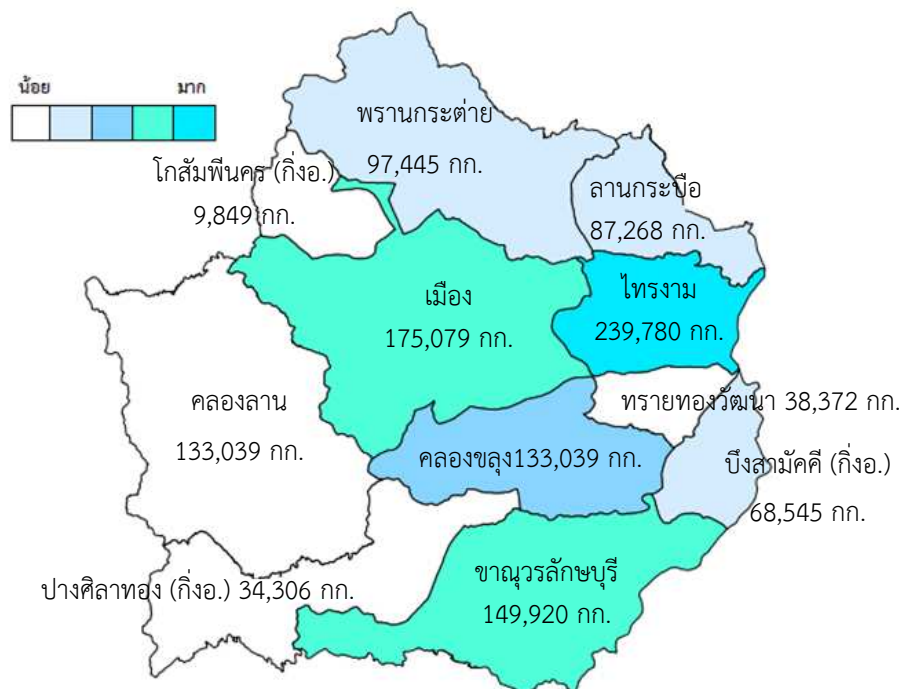 น้อย มาก
พรานกระต่าย
97,445 กก.
โกสัมพีนคร (กิ่งอ.)
9,849 กก.
ลานกระบือ
87,268 กก.
เมือง
175,079 กก.
ไทรงาม
239,780 กก.
คลองลาน
133,039 กก.
ทรายทองวัฒนา 38,372 กก.
คลองขลุง133,039 กก.
บึงสามัคคี (กิ่งอ.)
68,545 กก.
ปางศิลาทอง (กิ่งอ.) 34,306 กก.
ขาณุวรลักษบุรี
149,920 กก.